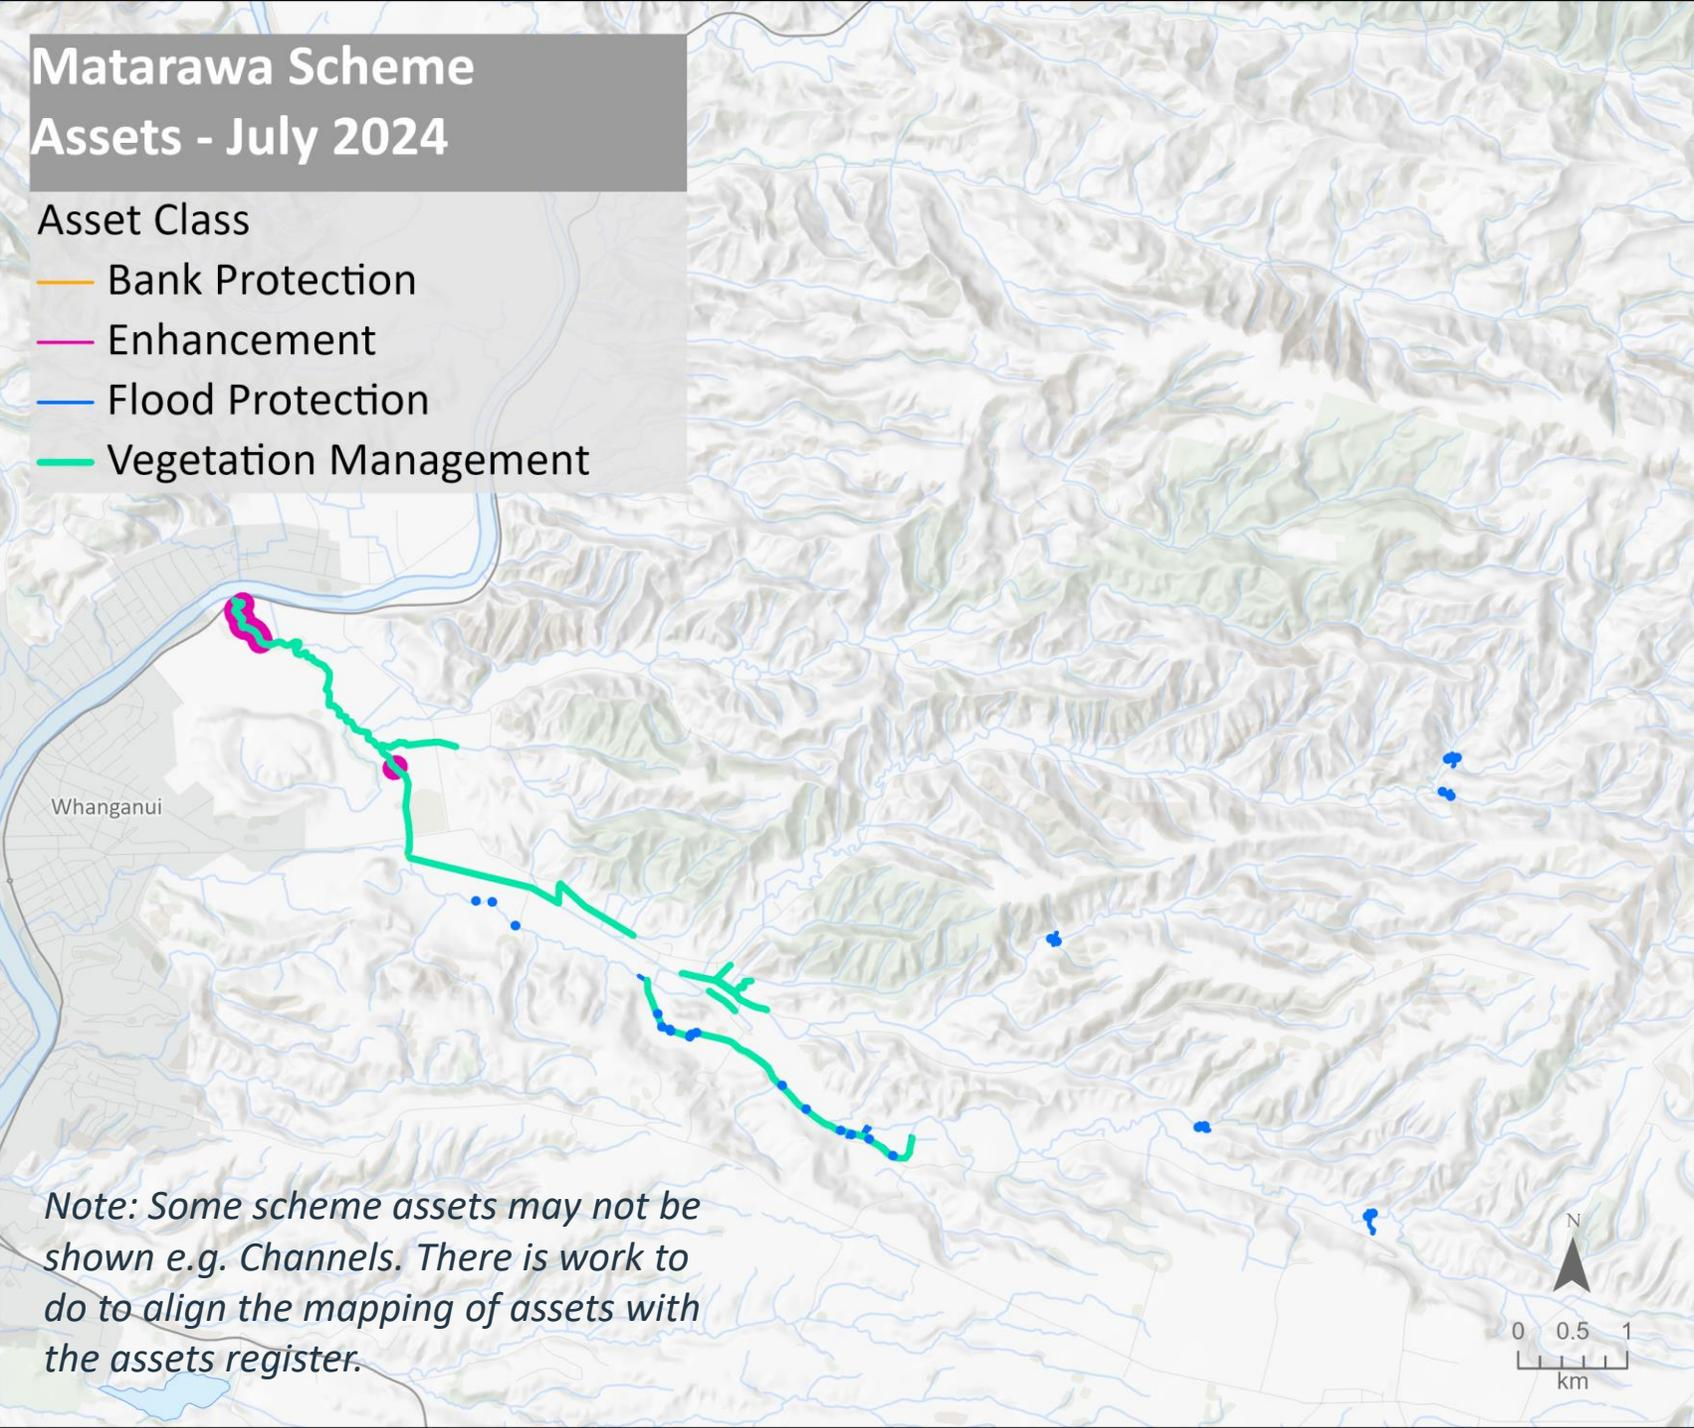 Matarawa Scheme
Assets - July 2024
Asset Class
Bank Protection
Enhancement
Flood Protection
Vegetation Management
Whanganui
Note: Some scheme assets may not be
shown e.g. Channels. There is work to
do to align the mapping of assets with
the assets register.
N
0 0.5 1
km